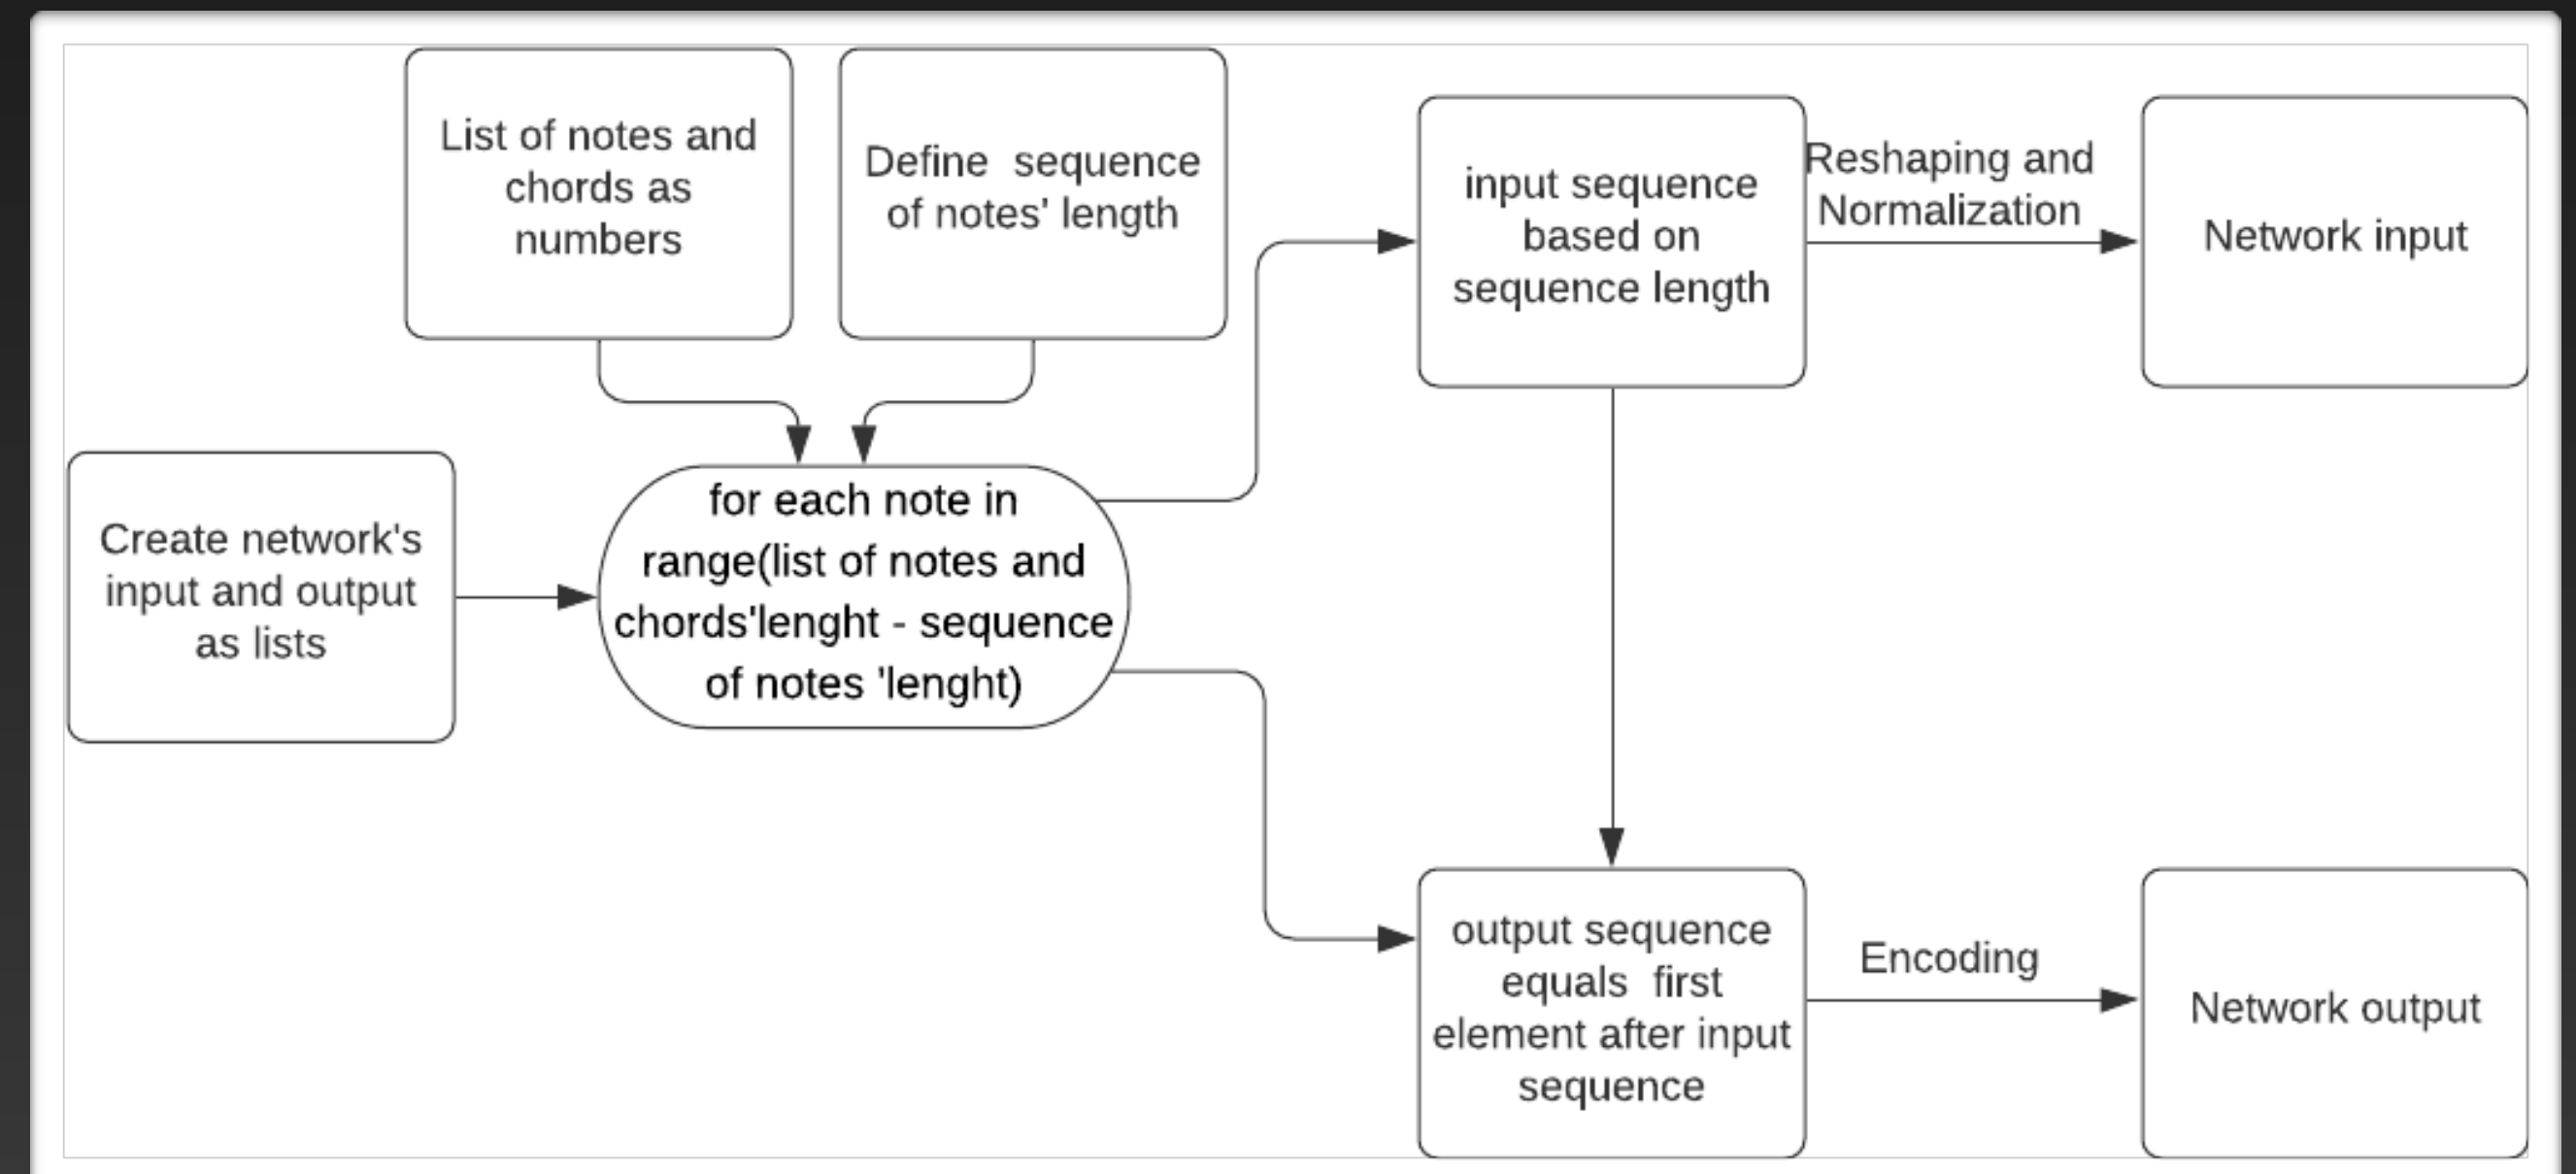 List of notes and
chords as
numbers
Define  sequence
of notes' length
input sequence
based on
sequence length
Reshaping and
Normalization
Network input
Create network's
input and output
as lists
for each note in
range(list of notes and
chords'lenght - sequence
of notes 'lenght)
output sequence
equals  first
element after input
sequence
Encoding
Network output